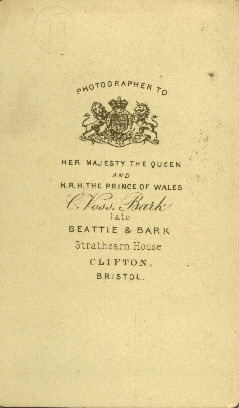 PHOTOGRAPHER TO
HER MAJESTY THE QUEEN
AND
H.R.H. THE PRINCE OF WALES
C. Voss. Bark
late
BEATTIE & BARK
Strathearn House
CLIFTON.
BRISTOL.